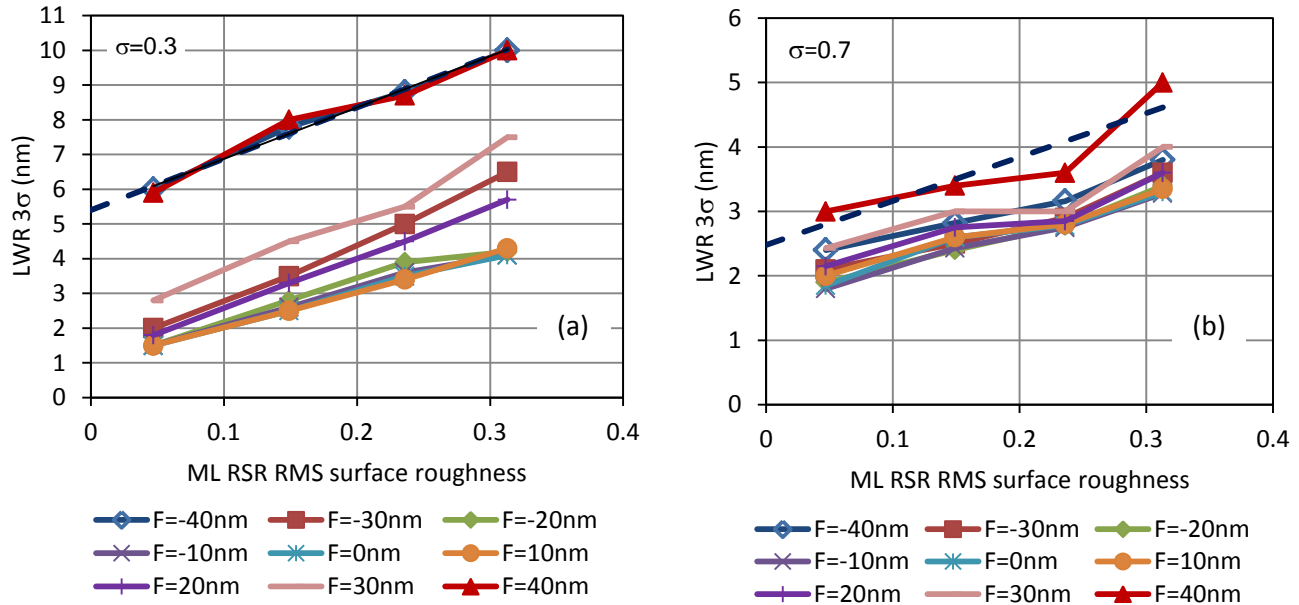 11
10
9
8
7
6
5
4
3
2
1
0
LWR 3σ (nm)
σ=0.3
(a)
0 0.1 0.2 0.3 0.4
ML RSR RMS surface roughness
F=-40nm F=-30nm F=-20nm
F=-10nm F=0nm F=10nm
F=20nm F=30nm F=40nm
6
5
4
3
2
1
0
LWR 3σ (nm)
σ=0.7
(b)
0 0.1 0.2 0.3 0.4
ML RSR RMS surface roughness
F=-40nm F=-30nm F=-20nm
F=-10nm F=0nm F=10nm
F=20nm F=30nm F=40nm